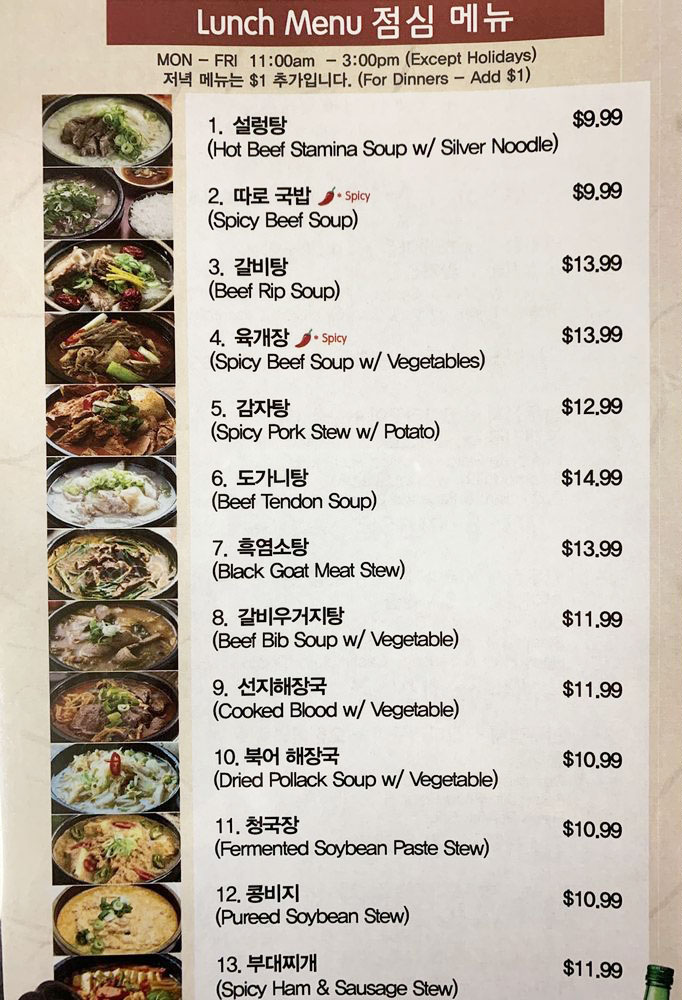 Lunch Menu 점심 메뉴
MON - FRI 11:00am - 3:00pm (Except Holidays)
저녁 메뉴는 $1 추가입니다. (For Dinners - Add $1)
1. 설렁탕 $9.99
(Hot Beef Stamina Soup w/ Silver Noodle)
2. 따로 국밥 * Spicy $9.99
(Spicy Beef Soup)
3. 갈비탕 $13.99
(Beef Rip Soup)
4. 육개장 * Spicy $13.99
(Spicy Beef Soup w/ Vegetables)
5. 감자탕 $12.99
(Spicy Pork Stew w/ Potato)
6. 도가니탕 $14.99
(Beef Tendon Soup)
7. 흑염소탕 $13.99
(Black Goat Meat Stew)
8. 갈비우거지탕 $11.99
(Beef Bib Soup w/ Vegetable)
9. 선지해장국 $11.99
(Cooked Blood w/ Vegetable)
10. 북어 해장국 $10.99
(Dried Pollack Soup w/ Vegetable)
11. 청국장 $10.99
(Fermented Soybean Paste Stew)
12. 콩비지 $10.99
(Pureed Soybean Stew)
13. 부대찌개 $11.99
(Spicy Ham & Sausage Stew)